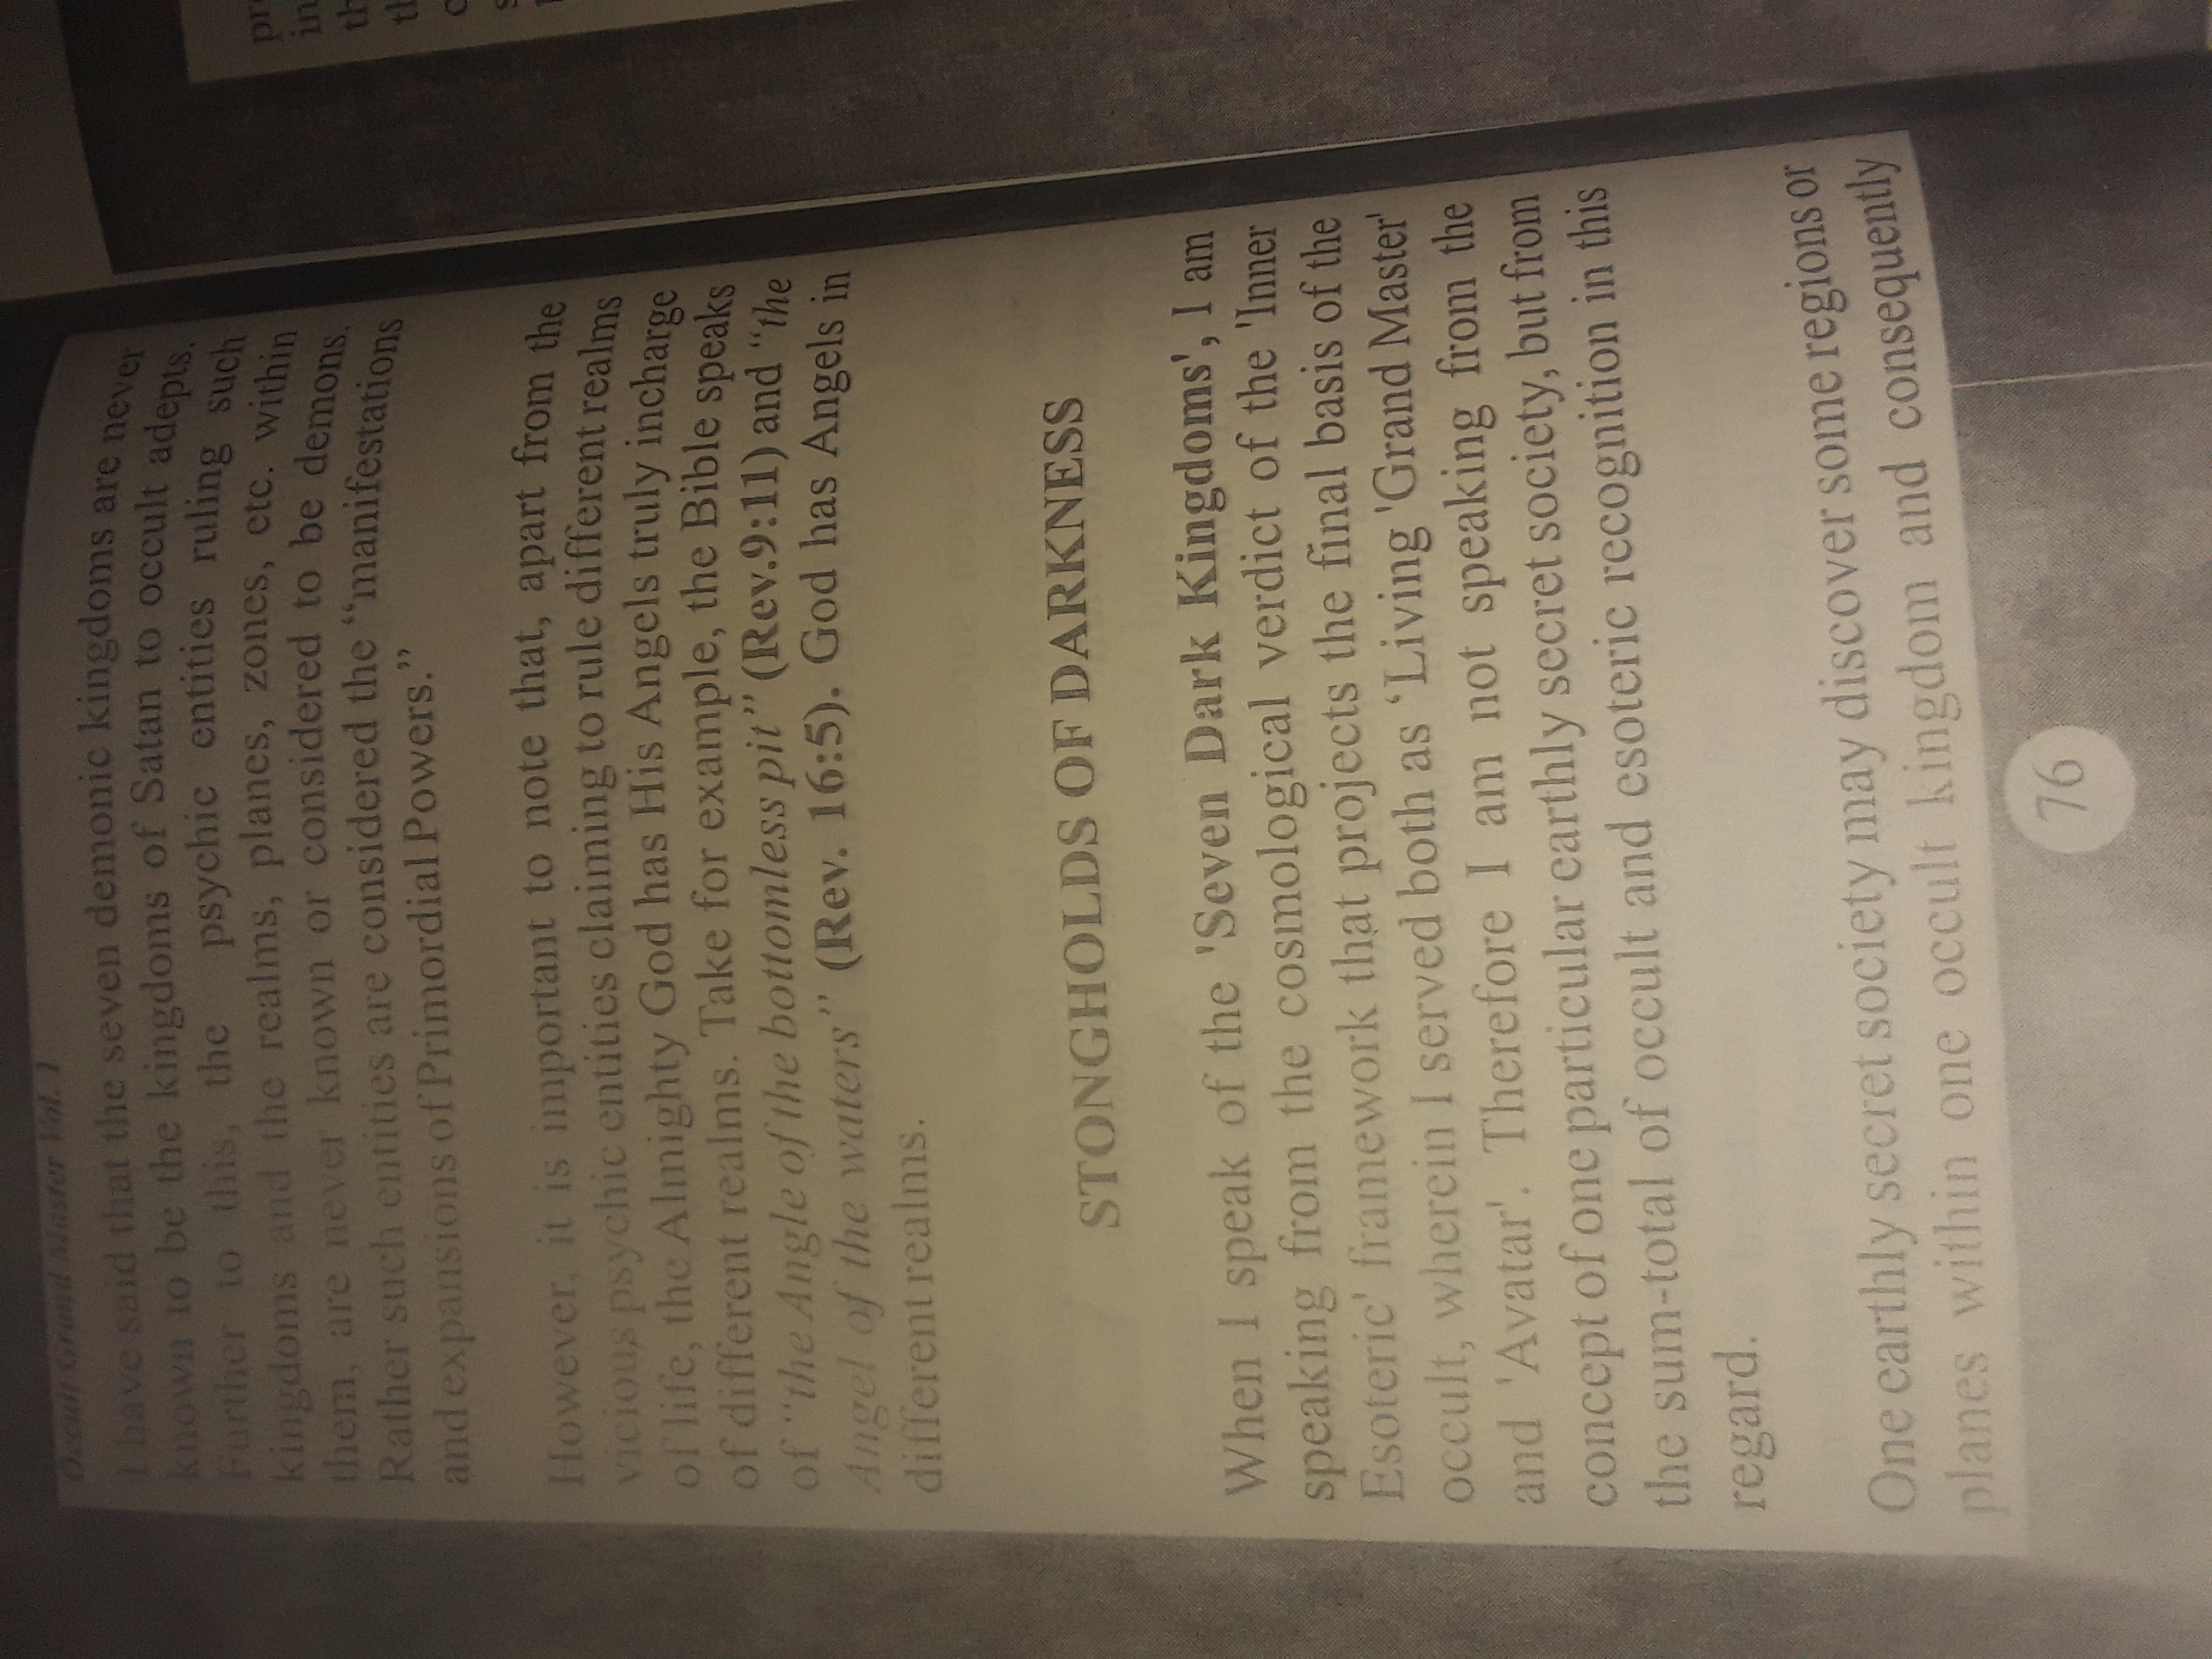 Occult Grand Master Vol. 1
I have said that the seven demonic kingdoms are never
known to be the kingdoms of Satan to occult adepts.
Further to this, the psychic entities ruling such
kingdoms and the realms, planes, zones, etc. within
them, are never known or considered to be demons.
Rather such entities are considered the “manifestations
and expansions of Primordial Powers.”
However, it is important to note that, apart from the
vicious psychic entities claiming to rule different realms
of life, the Almighty God has His Angels truly incharge
of different realms. Take for example, the Bible speaks
of “the Angle of the bottomless pit” (Rev.9:11) and “the
Angel of the waters” (Rev. 16:5). God has Angels in
different realms.
STONGHOLDS OF DARKNESS
When I speak of the 'Seven Dark Kingdoms', I am
speaking from the cosmological verdict of the 'Inner
Esoteric' framework that projects the final basis of the
occult, wherein I served both as ‘Living 'Grand Master'
and 'Avatar'. Therefore I am not speaking from the
concept of one particular earthly secret society, but from
the sum-total of occult and esoteric recognition in this
regard.
One earthly secret society may discover some regions or
planes within one occult kingdom and consequently
76